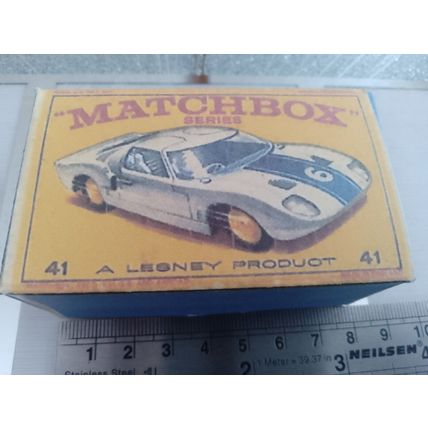 "MATCHBOX"
SERIES
6
41 A LESNEY PRODUCT 41
1 2 3 4 5 6 7 8 9 10
Stainless Steel
2 1 Meter = 39.37 in 3 NEILSEN